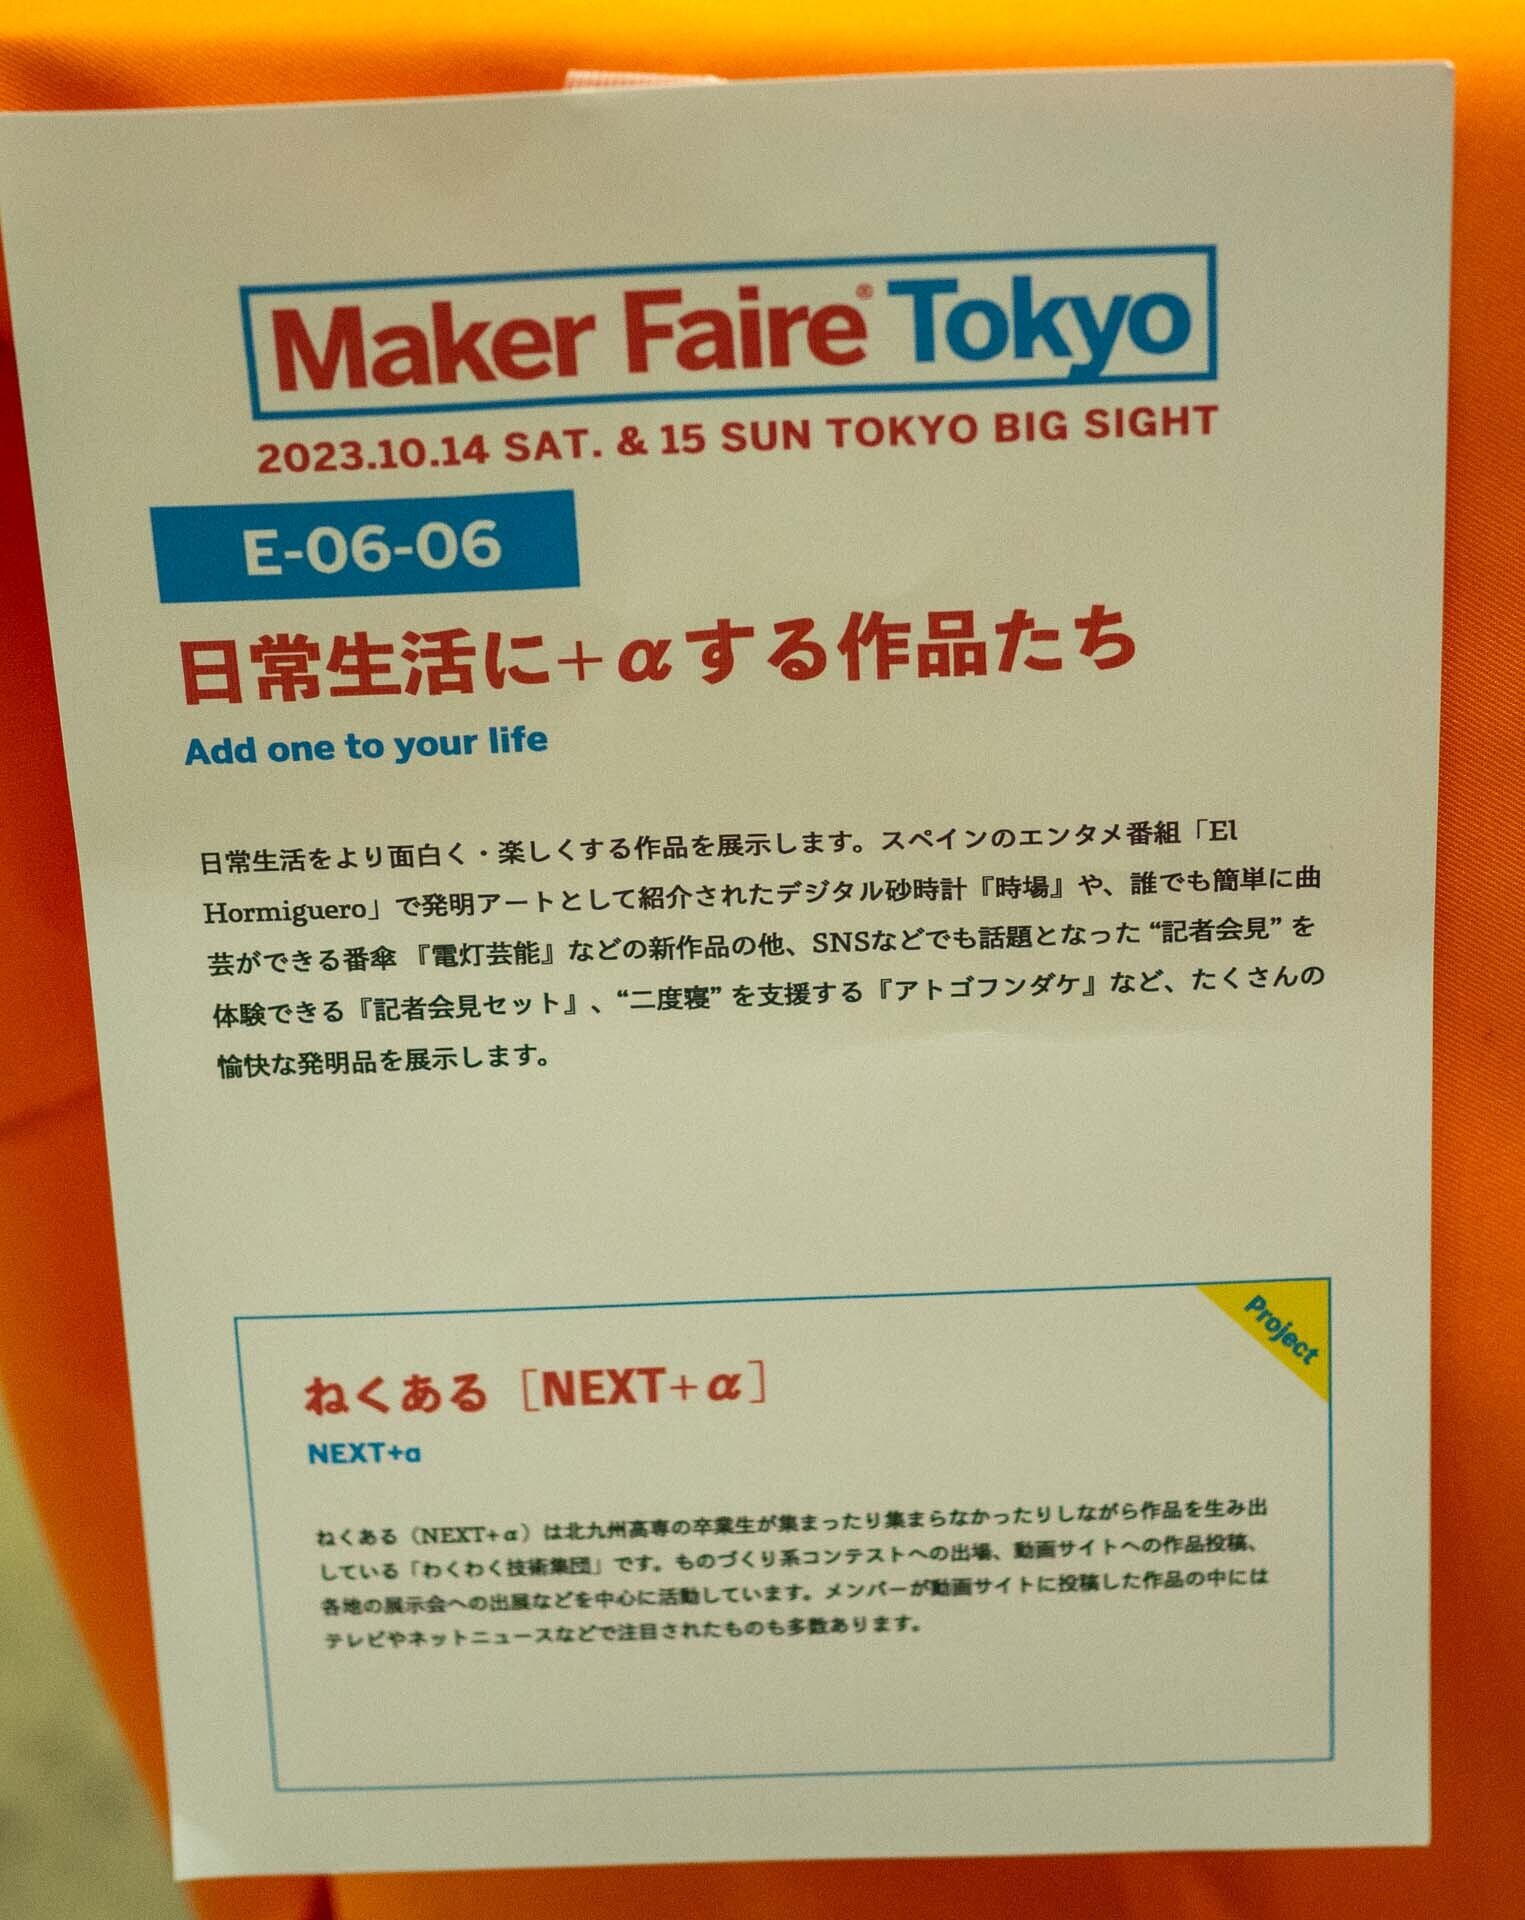 Maker Faire® Tokyo
2023.10.14 SAT. & 15 SUN TOKYO BIG SIGHT
E-06-06
日常生活に+αする作品たち
Add one to your life
日常生活をより面白く・楽しくする作品を展示します。スペインのエンタメ番組「El
Hormiguero」で発明アートとして紹介されたデジタル砂時計『時場』や、誰でも簡単に曲
芸ができる番傘『電灯芸能』などの新作品の他、SNSなどでも話題となった“記者会見”を
体験できる『記者会見セット』、“二度寝”を支援する『アトゴフンダケ』など、たくさんの
愉快な発明品を展示します。
Project
ねくある［NEXT+α］
NEXT+α
ねくある（NEXT+α）は北九州高専の卒業生が集まったり集まらなかったりしながら作品を生み出
している「わくわく技術集団」です。ものづくり系コンテストへの出場、動画サイトへの作品投稿、
各地の展示会への出展などを中心に活動しています。メンバーが動画サイトに投稿した作品の中には
テレビやネットニュースなどで注目されたものも多数あります。